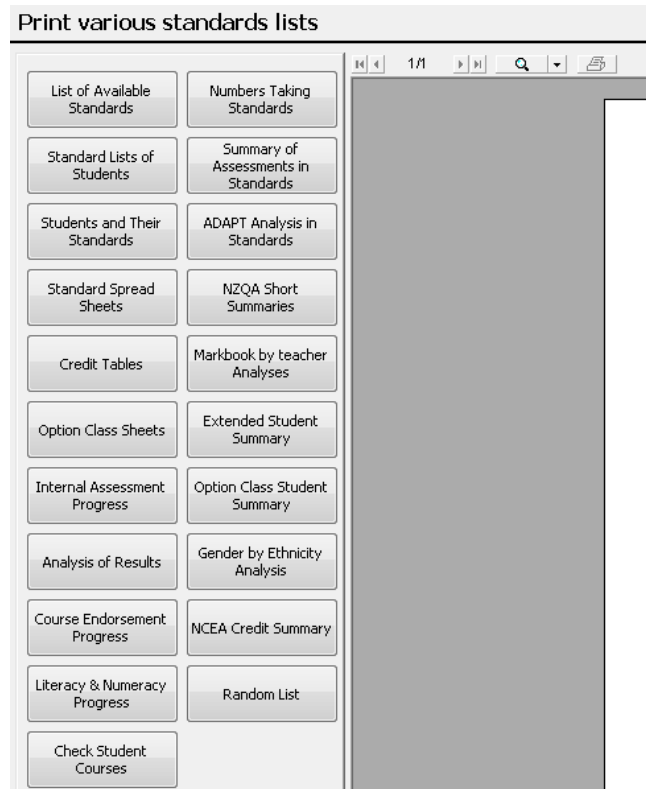 Print various standards lists
1/1
List of Available
Standards
Numbers Taking
Standards
Standard Lists of
Students
Summary of
Assessments in
Standards
Students and Their
Standards
ADAPT Analysis in
Standards
Standard Spread
Sheets
NZQA Short
Summaries
Credit Tables
Markbook by teacher
Analyses
Option Class Sheets
Extended Student
Summary
Internal Assessment
Progress
Option Class Student
Summary
Analysis of Results
Gender by Ethnicity
Analysis
Course Endorsement
Progress
NCEA Credit Summary
Literacy & Numeracy
Progress
Random List
Check Student
Courses